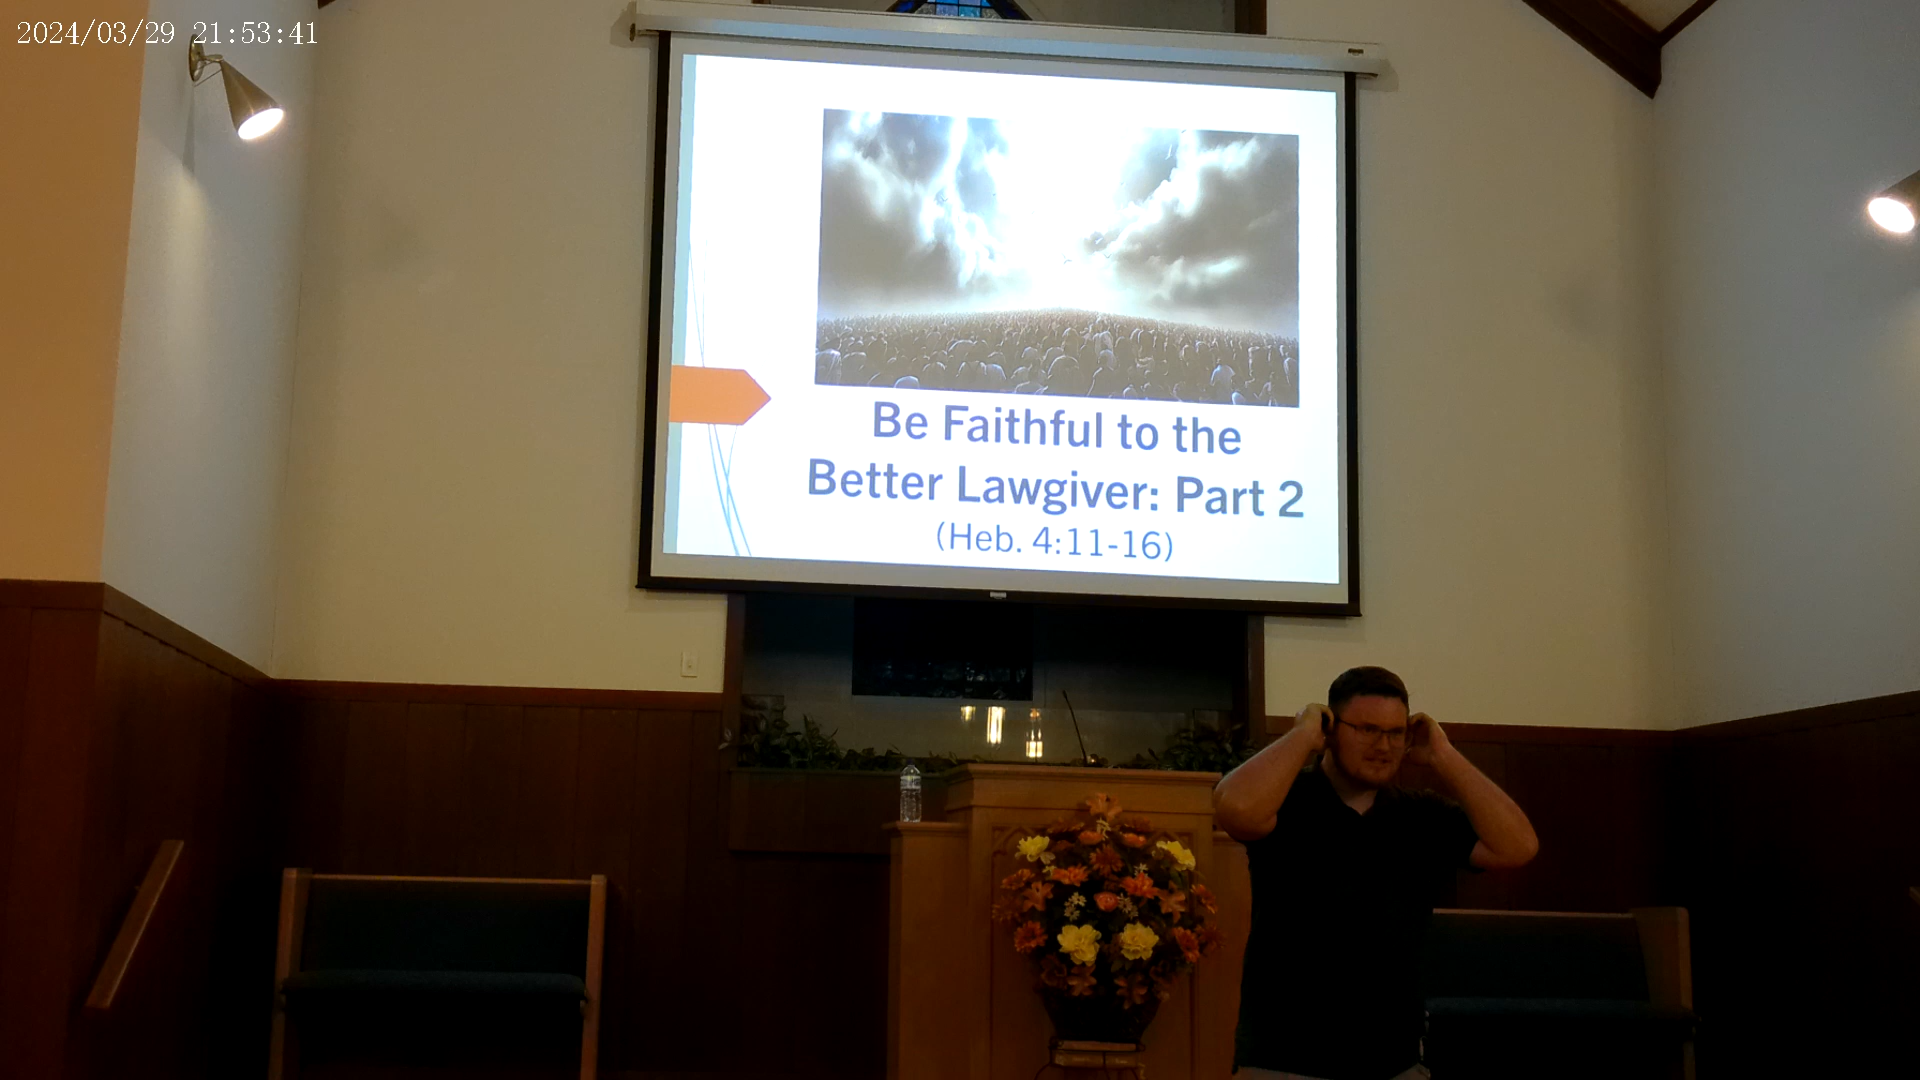 2024/03/29 21:53:41
Be Faithful to the
Better Lawgiver: Part 2
(Heb. 4:11-16)